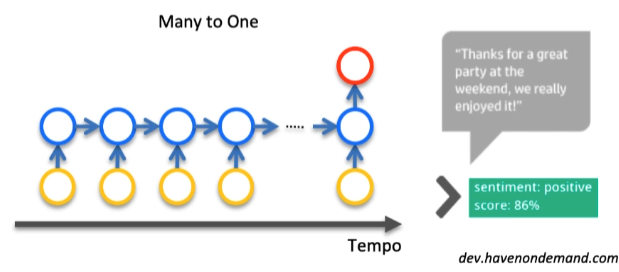 Many to One
"Thanks for a great
party at the
weekend, we really
enjoyed it!"
.....
sentiment: positive
score: 86%
Tempo
dev.havenondemand.com